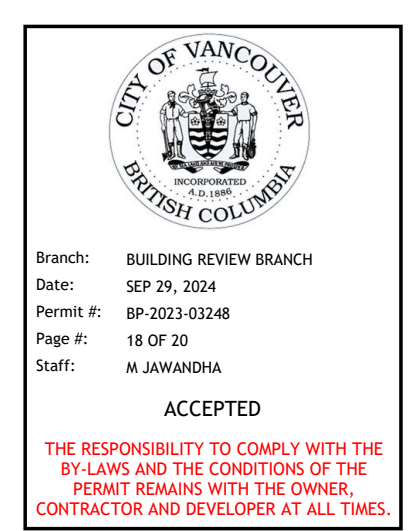 CITY OF VANCOUVER
INCORPORATED
A.D. 1886
BRITISH COLUMBIA
Branch: BUILDING REVIEW BRANCH
Date: SEP 29, 2024
Permit #: BP-2023-03248
Page #: 18 OF 20
Staff: M JAWANDHA
ACCEPTED
THE RESPONSIBILITY TO COMPLY WITH THE
BY-LAWS AND THE CONDITIONS OF THE
PERMIT REMAINS WITH THE OWNER,
CONTRACTOR AND DEVELOPER AT ALL TIMES.